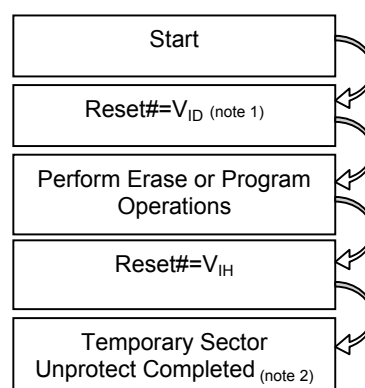 Start
Reset#=VID (note 1)
Perform Erase or Program
Operations
Reset#=VIH
Temporary Sector
Unprotect Completed (note 2)